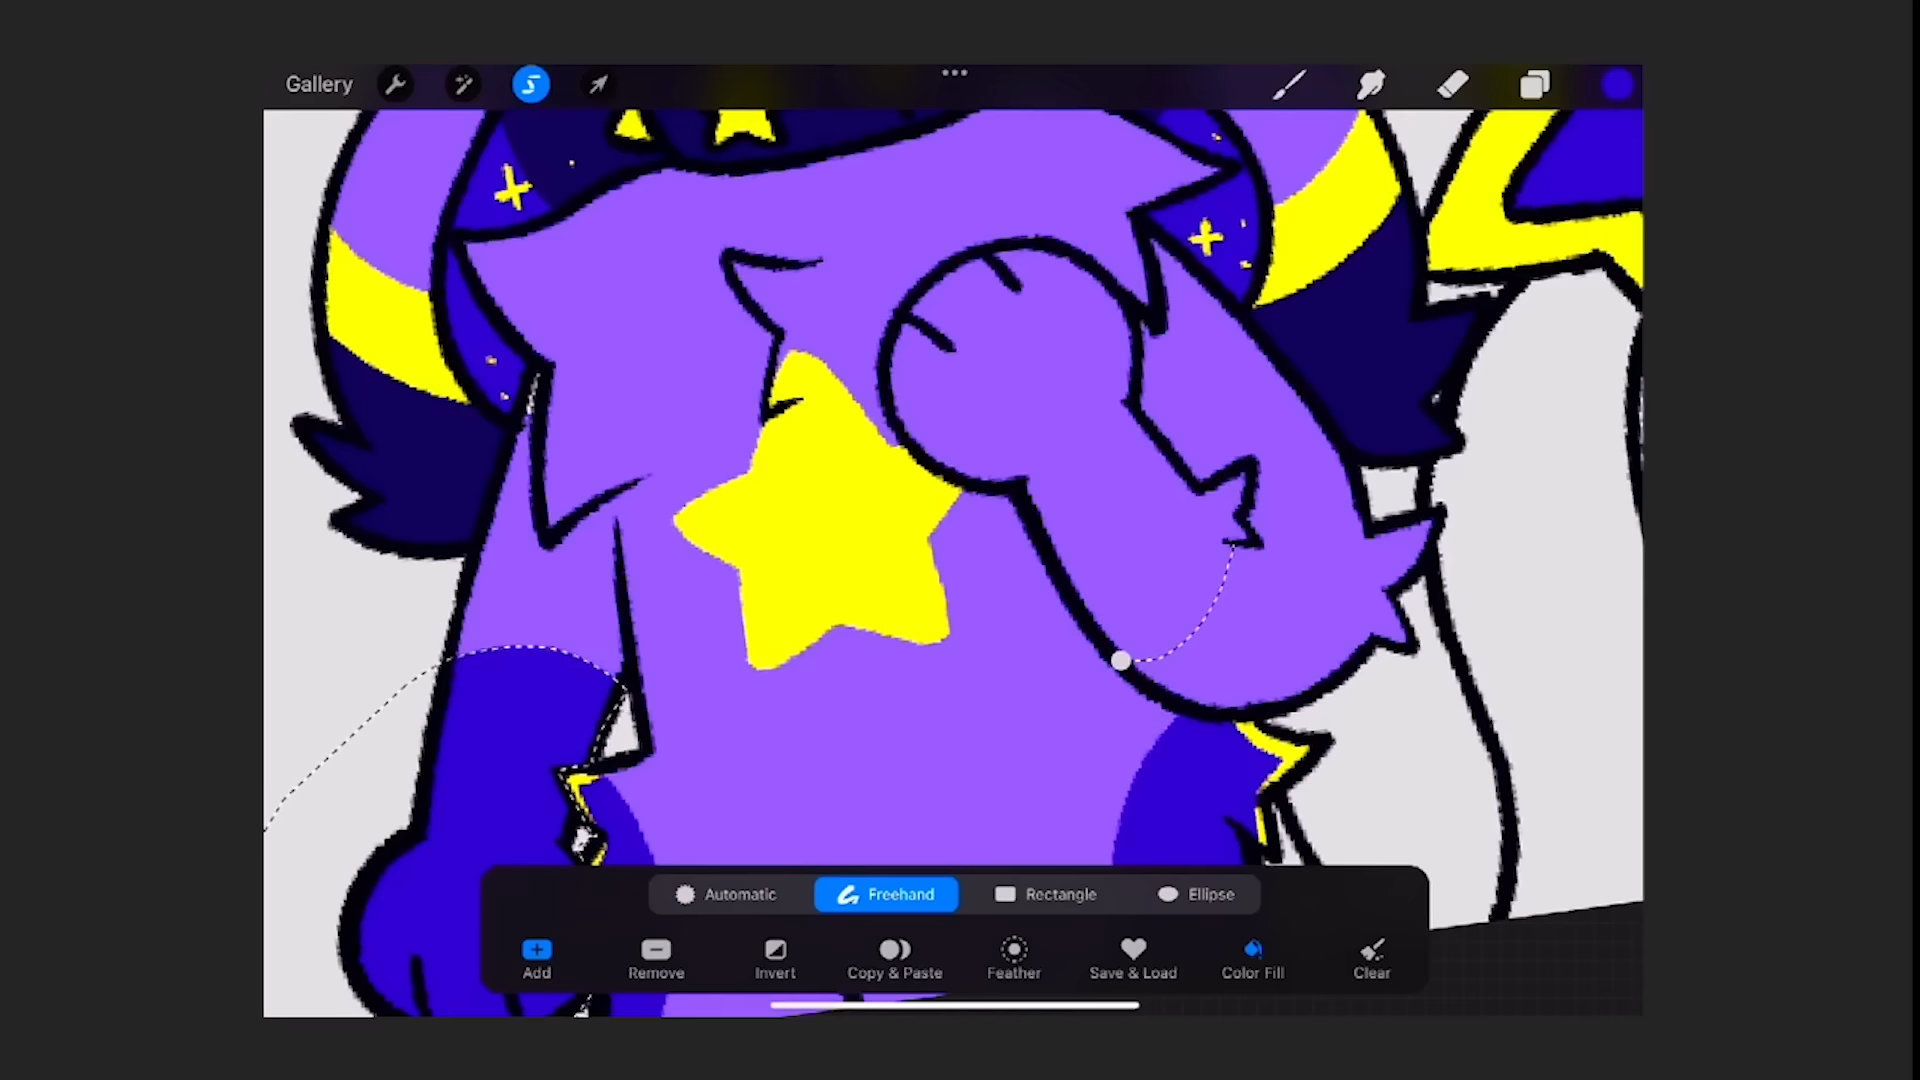 Gallery
Automatic Freehand Rectangle Ellipse
Add Remove Invert Copy & Paste Feather Save & Load Color Fill Clear